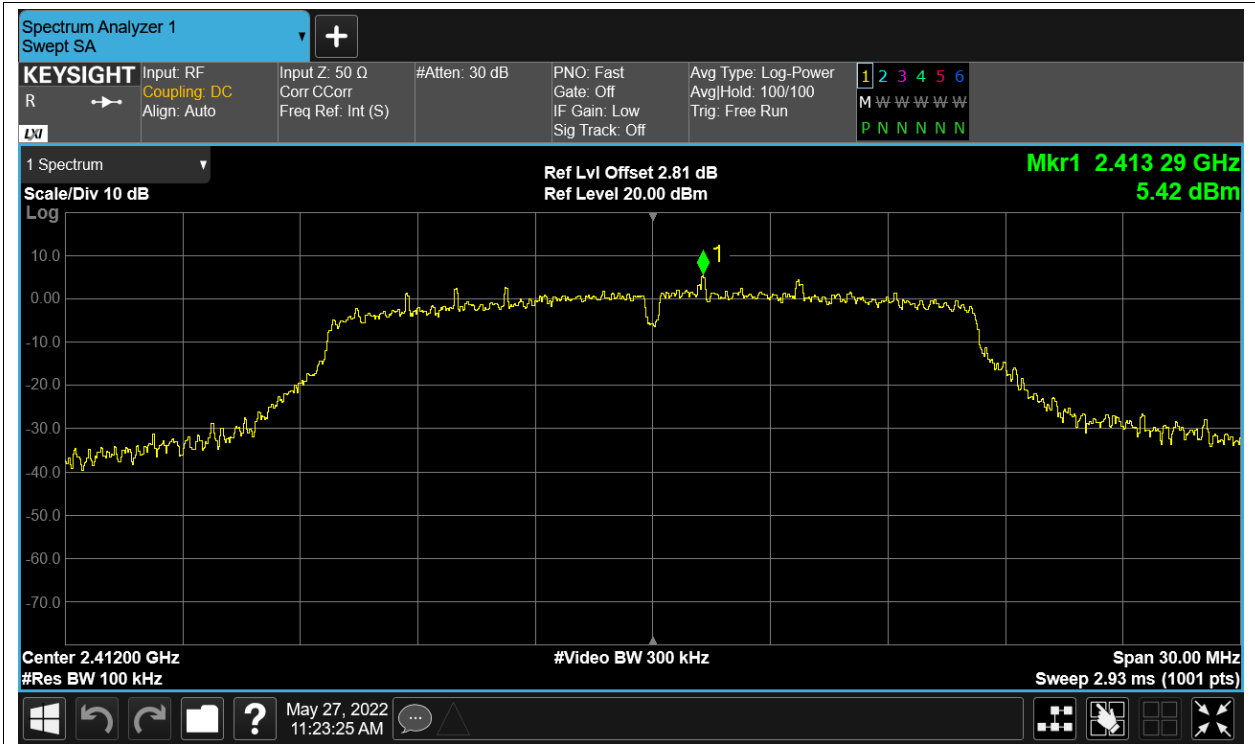 Spectrum Analyzer 1
Swept SA
KEYSIGHT
R
LXI
Input: RF
Coupling: DC
Align: Auto
Input Z: 50 Ω
Corr CCorr
Freq Ref: Int (S)
#Atten: 30 dB
PNO: Fast
Gate: Off
IF Gain: Low
Sig Track: Off
Avg Type: Log-Power
Avg|Hold: 100/100
Trig: Free Run
1 2 3 4 5 6
M W W W W W
P N N N N N
1 Spectrum
Scale/Div 10 dB
Log
Ref Lvl Offset 2.81 dB
Ref Level 20.00 dBm
Mkr1 2.413 29 GHz
5.42 dBm
1
10.0
0.00
-10.0
-20.0
-30.0
-40.0
-50.0
-60.0
-70.0
Center 2.41200 GHz
#Res BW 100 kHz
#Video BW 300 kHz
Span 30.00 MHz
Sweep 2.93 ms (1001 pts)
?
May 27, 2022
11:23:25 AM